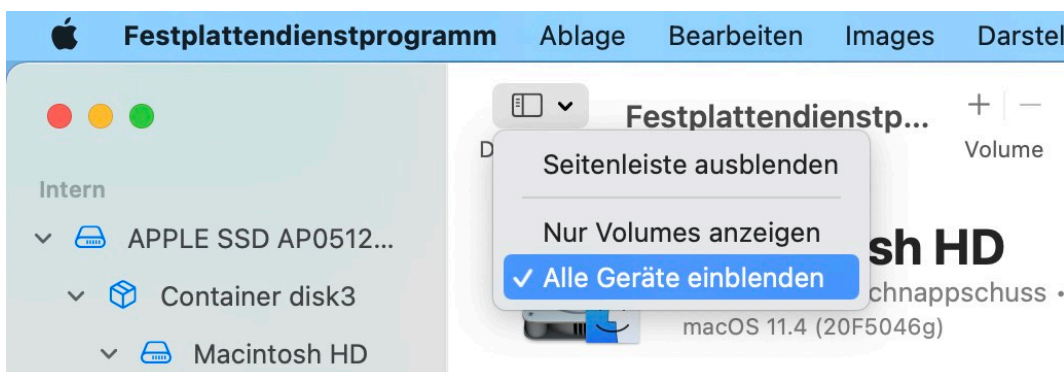 Festplattendienstprogramm Ablage Bearbeiten Images Darstel
Festplattendienstp...
Volume
Seitenleiste ausblenden
Nur Volumes anzeigen
Alle Geräte einblenden
Intern
APPLE SSD AP0512...
Container disk3
Macintosh HD
sh HD
chnappschuss •
macOS 11.4 (20F5046g)